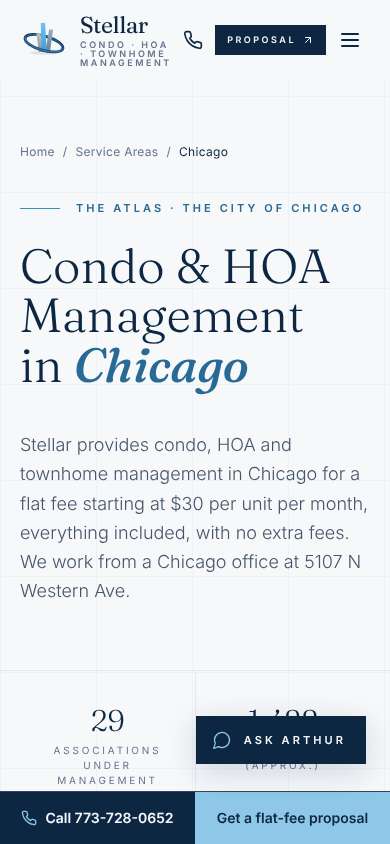 Stellar
CONDO · HOA
· TOWNHOME
MANAGEMENT
PROPOSAL
Home / Service Areas / Chicago
THE ATLAS · THE CITY OF CHICAGO
Condo & HOA
Management
in Chicago
Stellar provides condo, HOA and
townhome management in Chicago for a
flat fee starting at $30 per unit per month,
everything included, with no extra fees.
We work from a Chicago office at 5107 N
Western Ave.
29
ASSOCIATIONS
UNDER
MANAGEMENT
(APPROX.)
ASK ARTHUR
Call 773-728-0652
Get a flat-fee proposal